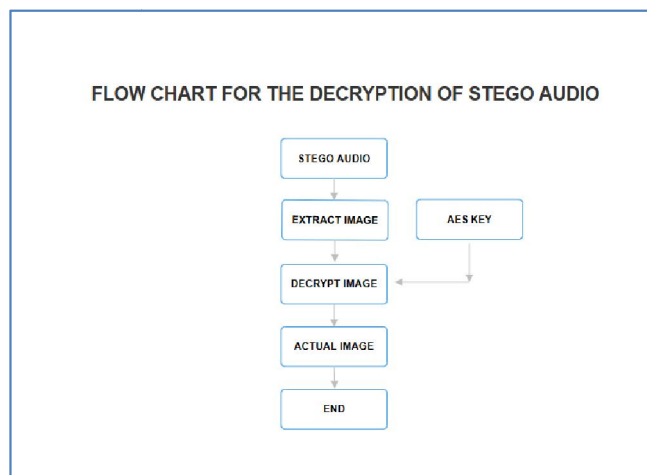 FLOW CHART FOR THE DECRYPTION OF STEGO AUDIO
STEGO AUDIO
EXTRACT IMAGE
AES KEY
DECRYPT IMAGE
ACTUAL IMAGE
END